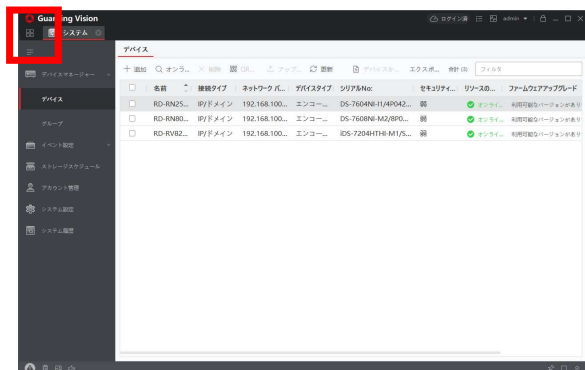 Guarding Vision
ログイン済 admin
システム
デバイス
デバイスマネージャー
デバイス
グループ
イベント設定
ストレージスケジュール
アカウント管理
システム設定
システム履歴
追加 オンラ... 削除 QR... アップ... 更新 デバイスか... エクスポ... 合計(3) フィルタ
名前 接続タイプ ネットワーク パ... デバイスタイプ シリアルNo: セキュリティ... リソースの... ファームウェアアップグレード
RD-RN25... IP/ドメイン 192.168.100... エンコー... DS-7604NI-I1/4P042... 弱 オンライ... 利用可能なバージョンがあり
RD-RN80... IP/ドメイン 192.168.100... エンコー... DS-7608NI-M2/8P0... 弱 オンライ... 利用可能なバージョンがあり
RD-RV82... IP/ドメイン 192.168.100... エンコー... iDS-7204HTHI-M1/S... 弱 オンライ... 利用可能なバージョンがあり